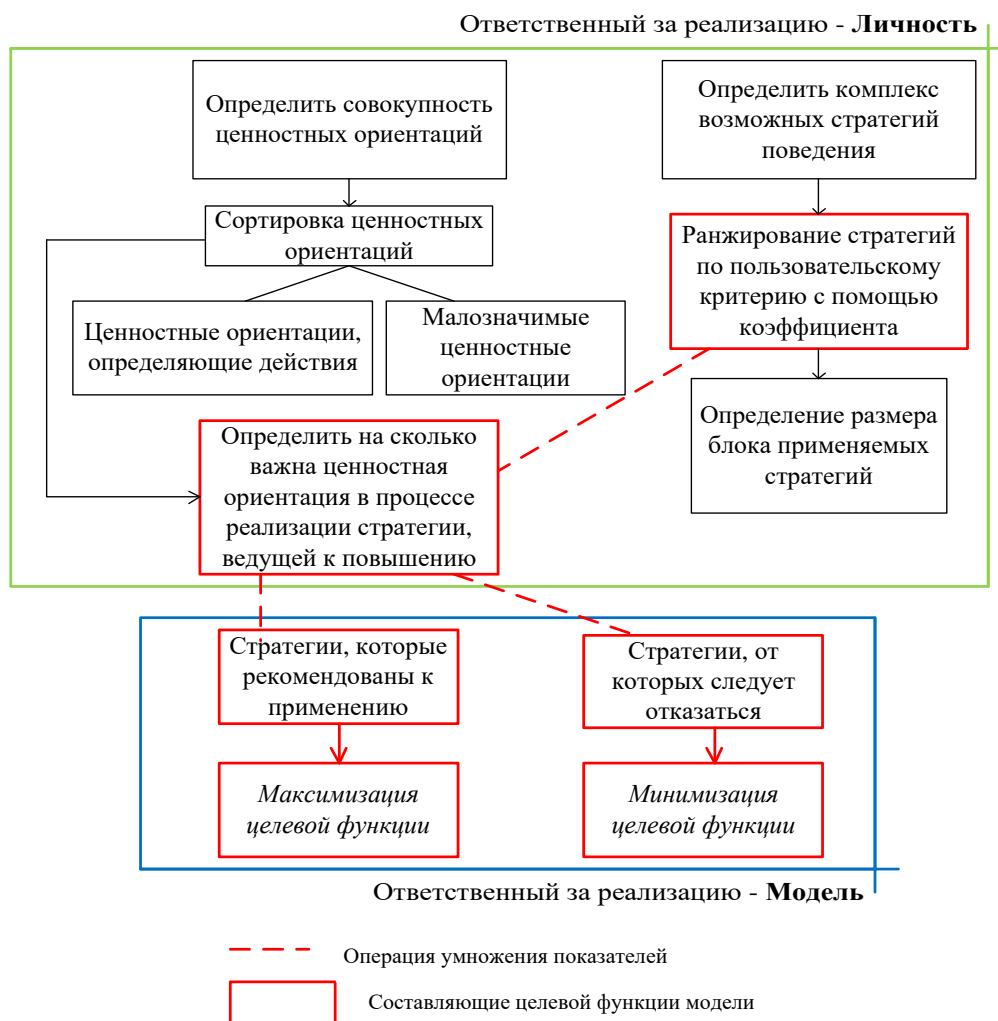 Ответственный за реализацию - Личность
Определить совокупность
ценностных ориентаций
Определить комплекс
возможных стратегий
поведения
Сортировка ценностных
ориентаций
Ранжирование стратегий
по пользовательскому
критерию с помощью
коэффициента
Ценностные ориентации,
определяющие действия
Малозначимые
ценностные
ориентации
Определение размера
блока применяемых
стратегий
Определить на сколько
важна ценностная
ориентация в процессе
реализации стратегии,
ведущей к повышению
Стратегии, которые
рекомендованы к
применению
Стратегии, от
которых следует
отказаться
Максимизация
целевой функции
Минимизация
целевой функции
Ответственный за реализацию - Модель
Операция умножения показателей
Составляющие целевой функции модели